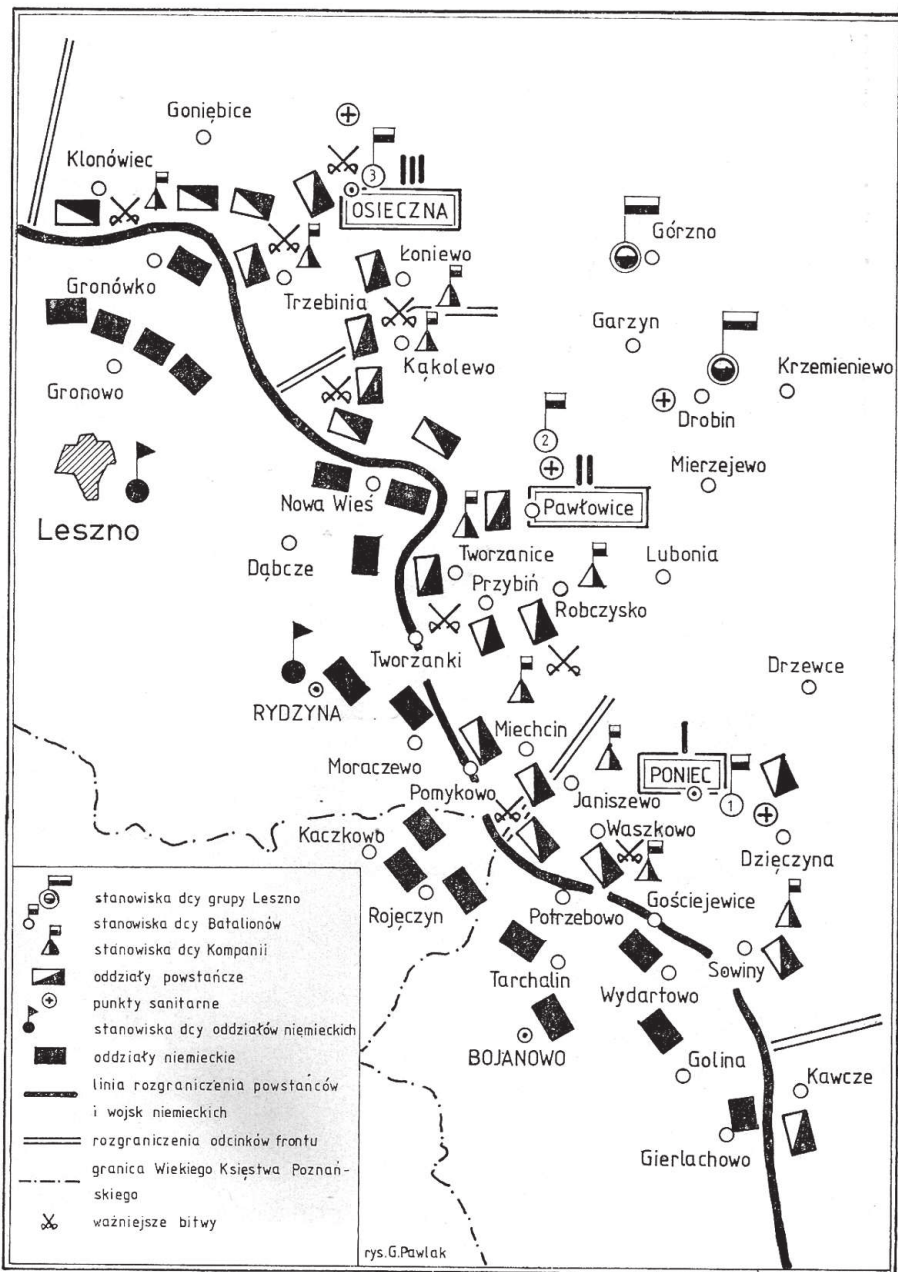 Goniębice
Klonówiec
3
OSIECZNA
Łoniewo
Górzno
Gronówko
Trzebinia
Garzyn
Kąkolewo
Krzemieniewo
Gronowo
Drobin
2
Mierzejewo
Leszno
Nowa Wieś
Pawłowice
Dąbcze
Tworzanice
Lubonia
Przybiń
Robczysko
Tworzanki
Drzewce
RYDZYNA
Miechcin
Moraczewo
PONIEC
Pomykowo
Janiszewo
1
Kaczkowo
Waszkowo
Dzięczyna
Rojęczyn
Potrzebowo
Gościejewice
Tarchalin
Wydartowo
Sowiny
BOJANOWO
Golina
Kawcze
Gierlachowo
stanowiska dcy grupy Leszno
stanowiska dcy Batalionów
stanowiska dcy Kompanii
oddziały powstańcze
punkty sanitarne
stanowiska dcy oddziałów niemieckich
oddziały niemieckie
linia rozgraniczenia powstańców
i wojsk niemieckich
rozgraniczenia odcinków frontu
granica Wiekiego Księstwa Poznań-
skiego
ważniejsze bitwy
rys.G.Pawlak